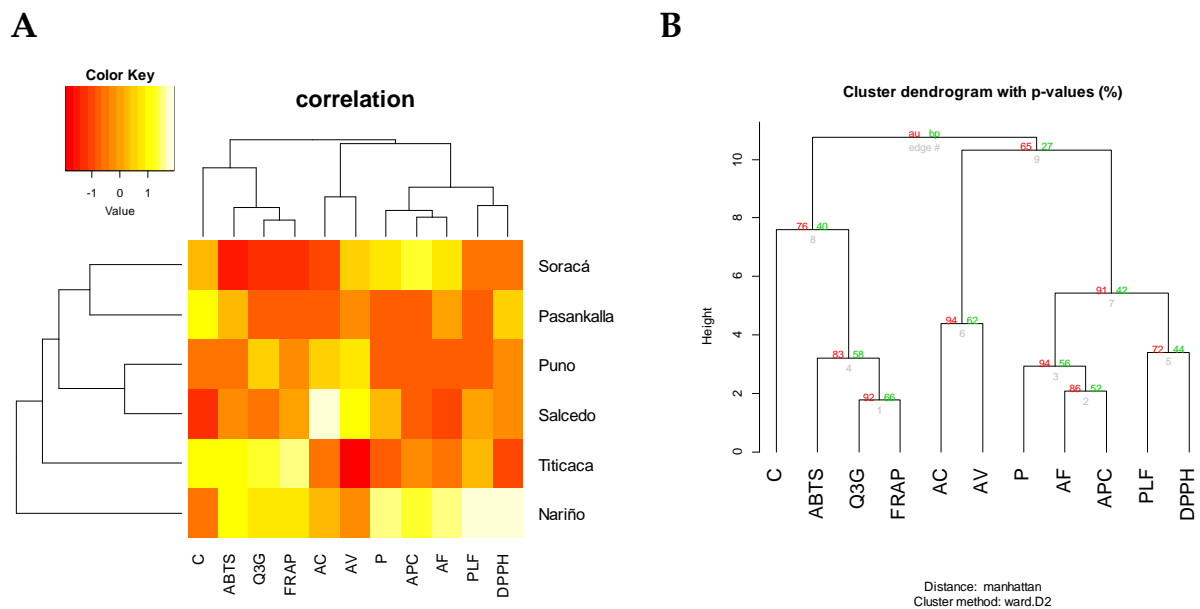 A
Color Key
-1 0 1
Value
correlation
Soracá
Pasankalla
Puno
Salcedo
Titicaca
Nariño
C ABTS Q3G FRAP AC AV P APC AF PLF DPPH
B
Cluster dendrogram with p-values (%)
Height
0 2 4 6 8 10
au bp
edge #
65 27
9
76 40
8
91 42
7
94 62
6
72 44
5
83 58
4
94 56
3
86 52
2
92 66
1
C ABTS Q3G FRAP AC AV P AF APC PLF DPPH
Distance: manhattan
Cluster method: ward.D2